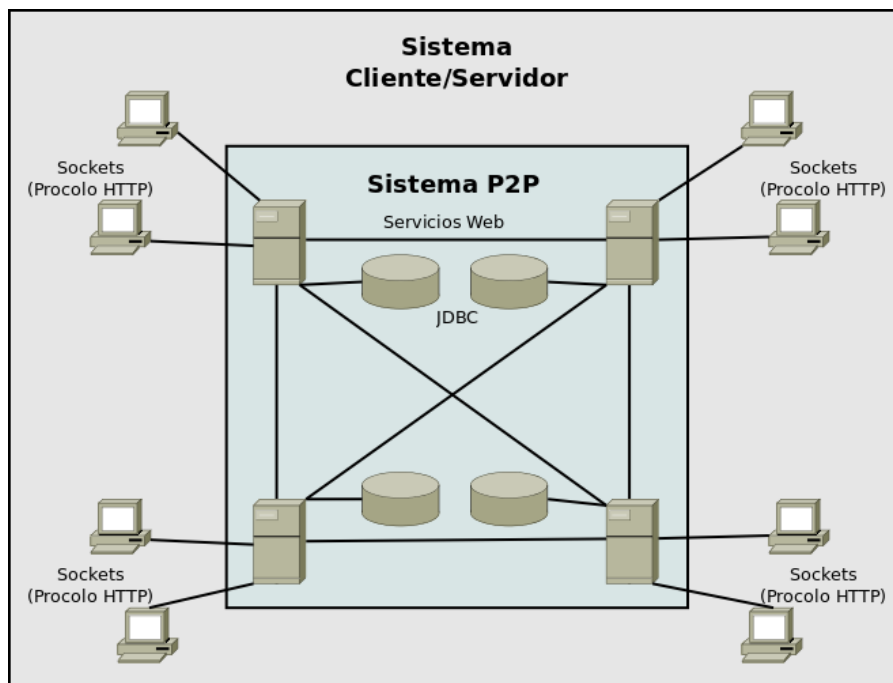 Sistema
Cliente/Servidor
Sockets
(Procolo HTTP)
Sockets
(Procolo HTTP)
Sistema P2P
Servicios Web
JDBC
Sockets
(Procolo HTTP)
Sockets
(Procolo HTTP)